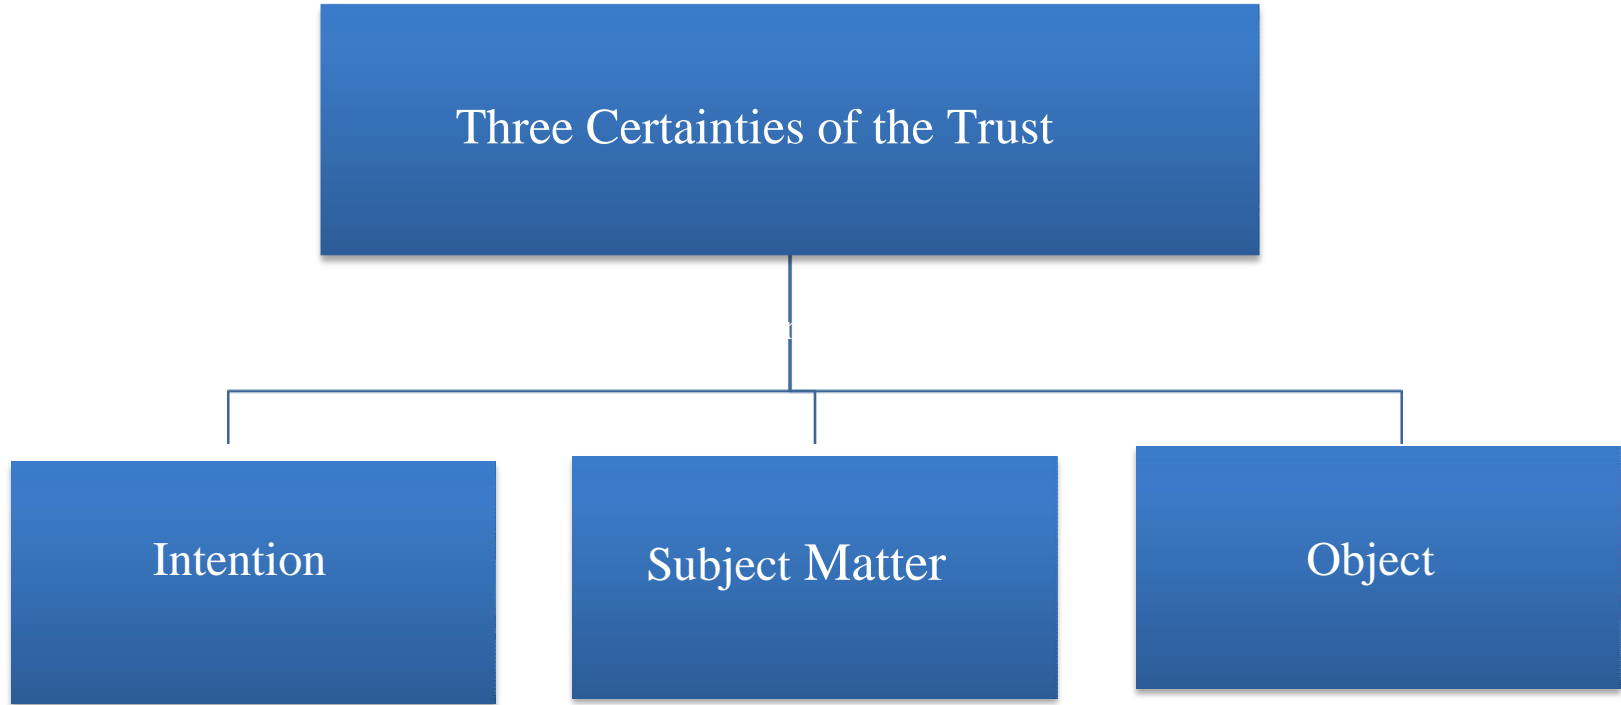 Three Certainties of the Trust
Intention
Subject Matter
Object